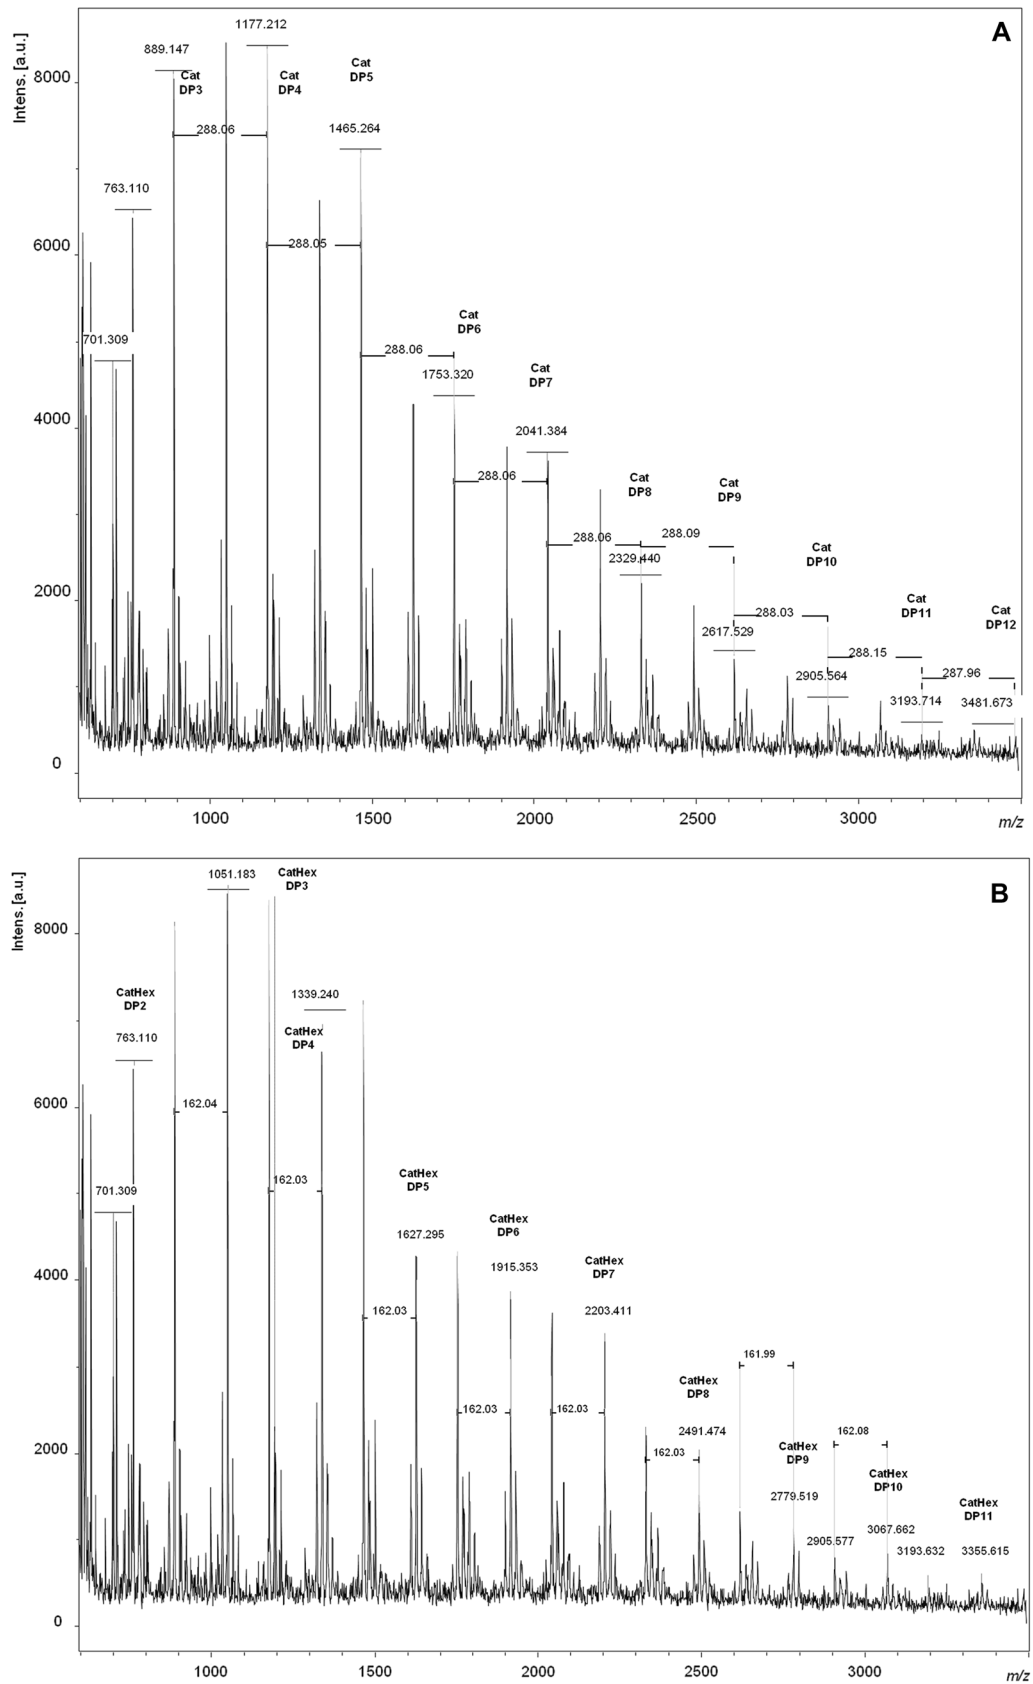 A
Intens. [a.u.]
1177.212
889.147
Cat
DP3
Cat
DP4
Cat
DP5
8000
288.06
1465.264
763.110
6000
288.05
701.309
Cat
DP6
288.06
1753.320
Cat
DP7
4000
2041.384
288.06
Cat
DP8
Cat
DP9
288.06
288.09
2329.440
Cat
DP10
2000
Cat
DP11
Cat
DP12
288.03
2617.529
288.15
287.96
2905.564
3193.714
3481.673
0
1000
1500
2000
2500
3000
m/z
B
Intens. [a.u.]
1051.183
CatHex
DP3
8000
CatHex
DP2
1339.240
763.110
CatHex
DP4
6000
162.04
701.309
162.03
CatHex
DP5
1627.295
CatHex
DP6
1915.353
CatHex
DP7
4000
2203.411
162.03
161.99
CatHex
DP8
162.03
162.03
2491.474
2000
162.03
162.08
CatHex
DP9
CatHex
DP10
2779.519
CatHex
DP11
3067.662
2905.577
3193.632
3355.615
0
1000
1500
2000
2500
3000
m/z